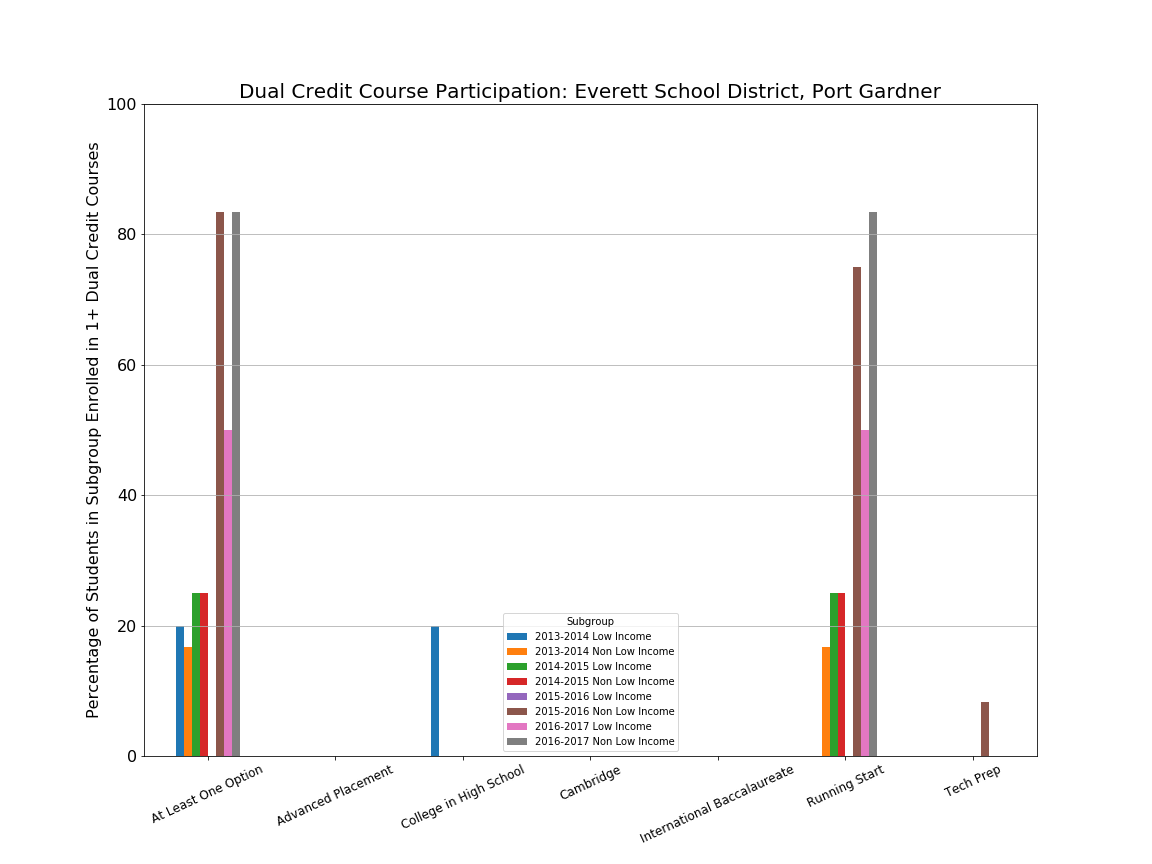 Dual Credit Course Participation: Everett School District, Port Gardner
Percentage of Students in Subgroup Enrolled in 1+ Dual Credit Courses
100
80
60
40
20
0
Subgroup
2013-2014 Low Income
2013-2014 Non Low Income
2014-2015 Low Income
2014-2015 Non Low Income
2015-2016 Low Income
2015-2016 Non Low Income
2016-2017 Low Income
2016-2017 Non Low Income
At Least One Option
Advanced Placement
College in High School
Cambridge
International Baccalaureate
Running Start
Tech Prep